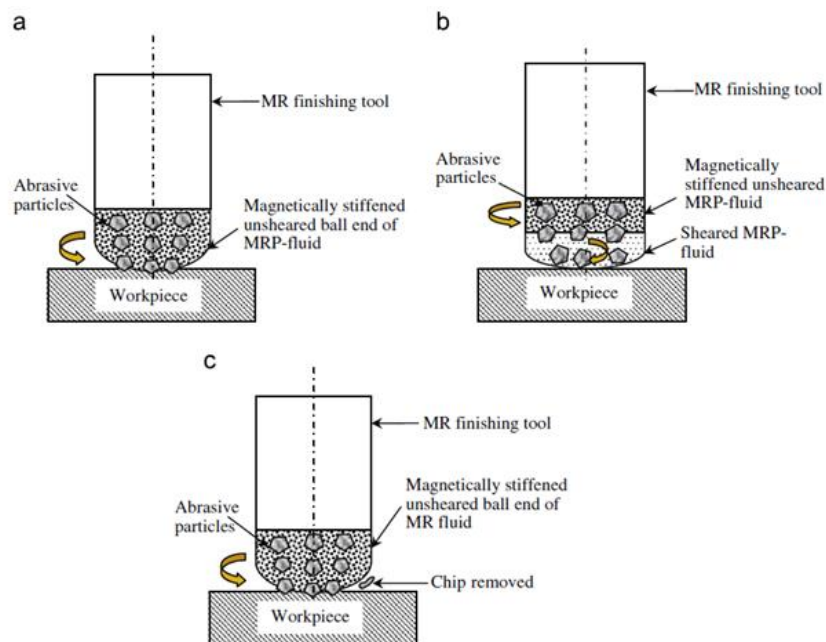 a
MR finishing tool
Abrasive
particles
Magnetically stiffened
unsheared ball end of
MRP-fluid
Workpiece
b
MR finishing tool
Abrasive
particles
Magnetically
stiffened unsheared
MRP-fluid
Sheared MRP-
fluid
Workpiece
c
MR finishing tool
Abrasive
particles
Magnetically stiffened
unsheared ball end of
MR fluid
Chip removed
Workpiece